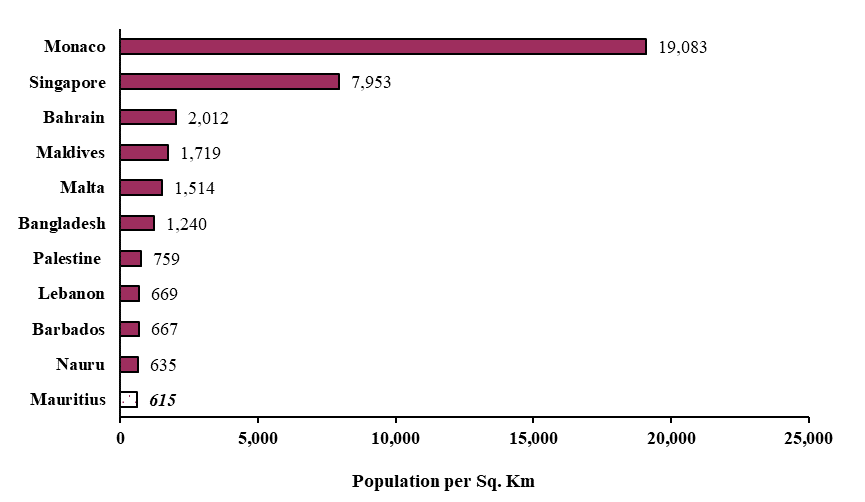 Monaco 19,083
Singapore 7,953
Bahrain 2,012
Maldives 1,719
Malta 1,514
Bangladesh 1,240
Palestine 759
Lebanon 669
Barbados 667
Nauru 635
Mauritius 615
0 5,000 10,000 15,000 20,000 25,000
Population per Sq. Km